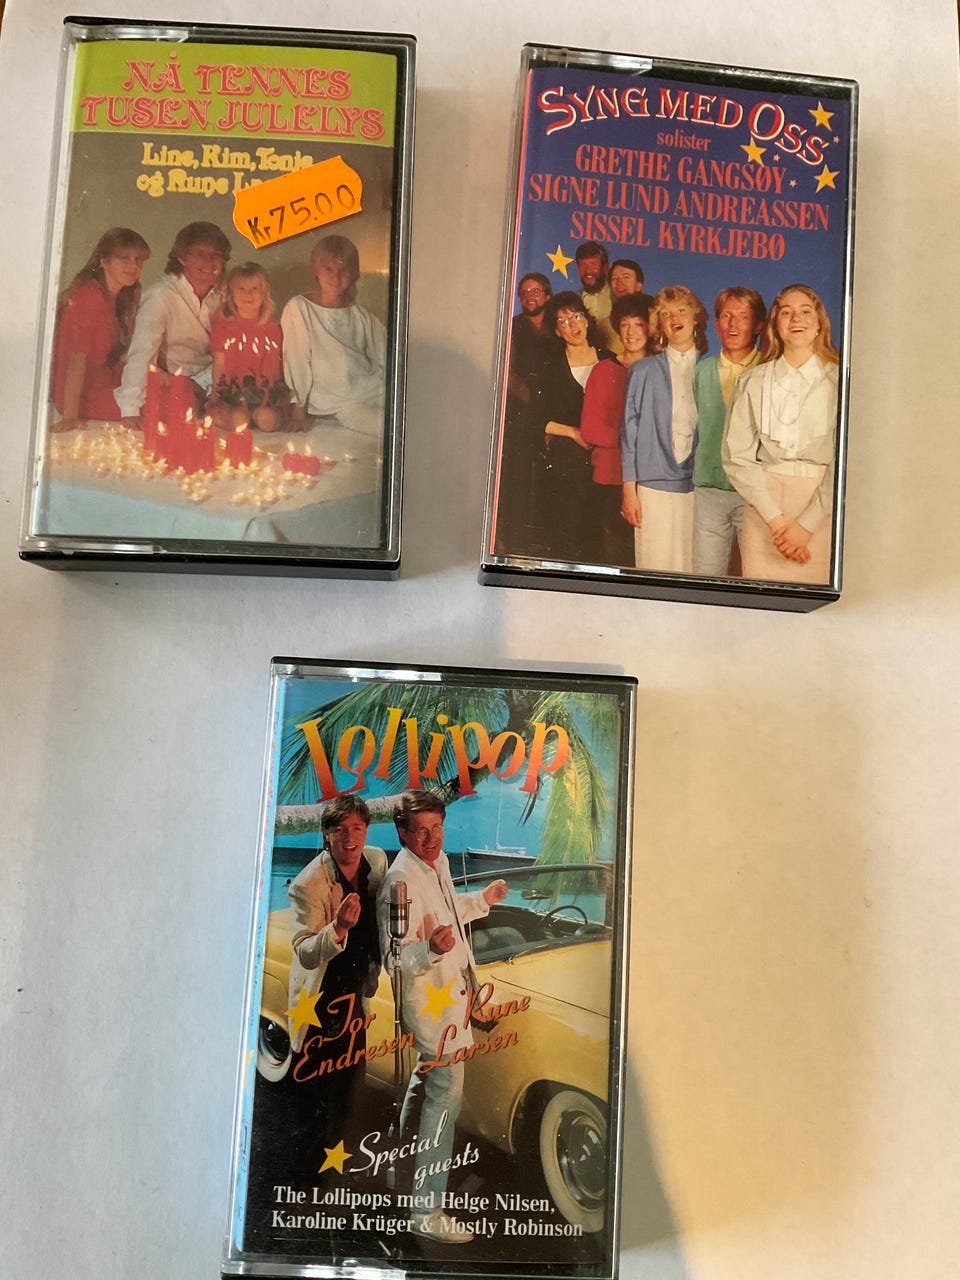 NÅ TENNES
TUSEN JULELYS
Line, Kim, Tonje
og Rune
Kr 75.00
SYNG MED OSS
solister
GRETHE GANGSØY
SIGNE LUND ANDREASSEN
SISSEL KYRKJEBØ
Lollipop
Tor
Endresen
Rune
Larsen
Special
guests
The Lollipops med Helge Nilsen,
Karoline Krüger & Mostly Robinson